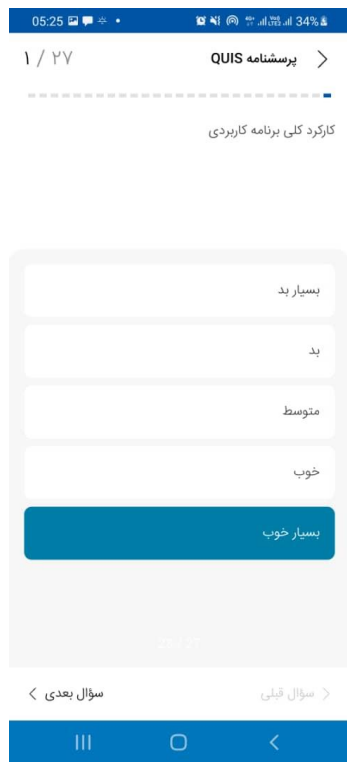 05:25
34%
پرسشنامه QUIS
۱ / ۲۷
کارکرد کلی برنامه کاربردی
بسیار بد
بد
متوسط
خوب
بسیار خوب
سؤال قبلی
سؤال بعدی